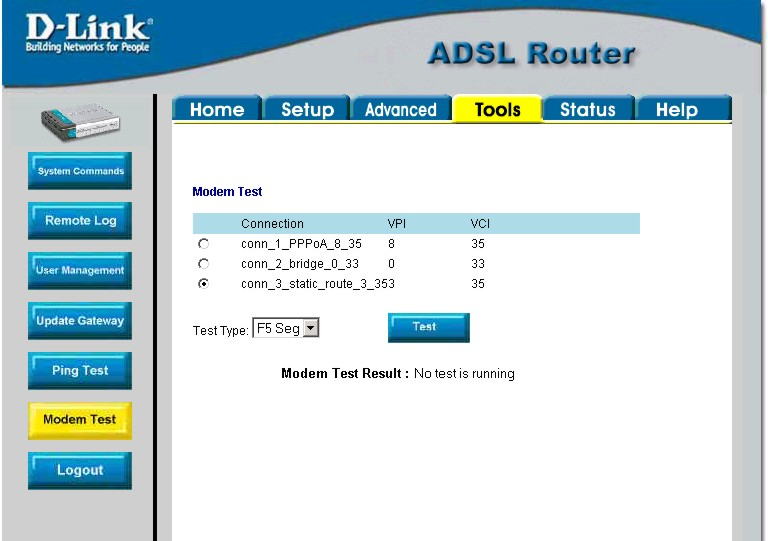 D-Link®
Building Networks for People
ADSL Router
Home Setup Advanced Tools Status Help
System Commands
Remote Log
User Management
Update Gateway
Ping Test
Modem Test
Logout
Modem Test
Connection VPI VCI
conn_1_PPPoA_8_35 8 35
conn_2_bridge_0_33 0 33
conn_3_static_route_3_353 35
Test Type: F5 Seg Test
Modem Test Result : No test is running